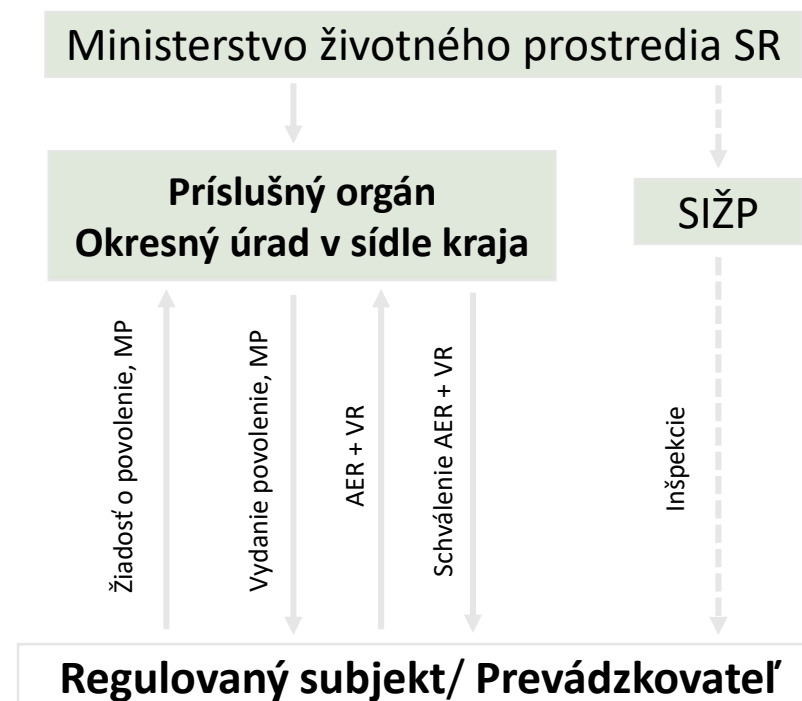 Ministerstvo životného prostredia SR
Príslušný orgán
Okresný úrad v sídle kraja
SIŽP
Žiadosť o povolenie, MP
Vydanie povolenie, MP
AER + VR
Schválenie AER + VR
Inšpekcie
Regulovaný subjekt/ Prevádzkovateľ